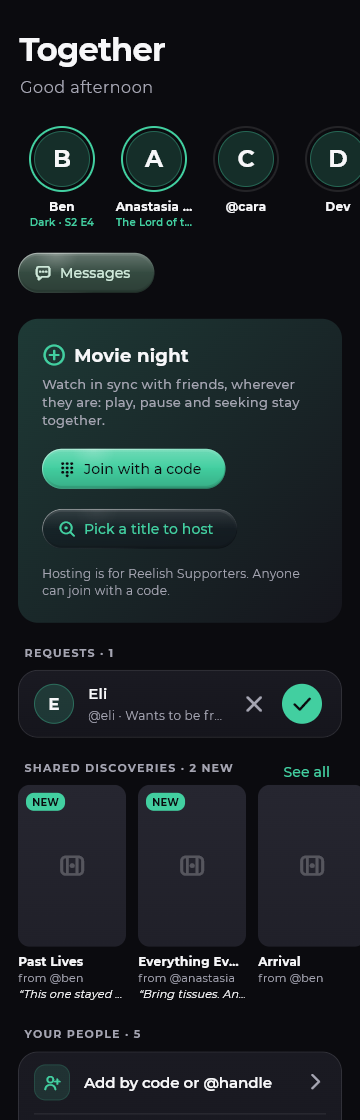 Together
Good afternoon
B
A
C
D
Ben
Anastasia ...
@cara
Dev
Dark · S2 E4
The Lord of t...
Messages
Movie night
Watch in sync with friends, wherever
they are: play, pause and seeking stay
together.
Join with a code
Pick a title to host
Hosting is for Reelish Supporters. Anyone
can join with a code.
REQUESTS · 1
E
Eli
@eli · Wants to be fr...
SHARED DISCOVERIES · 2 NEW
See all
NEW
NEW
Past Lives
Everything Ev...
Arrival
from @ben
from @anastasia
from @ben
“This one stayed ...
“Bring tissues. An...
YOUR PEOPLE · 5
Add by code or @handle